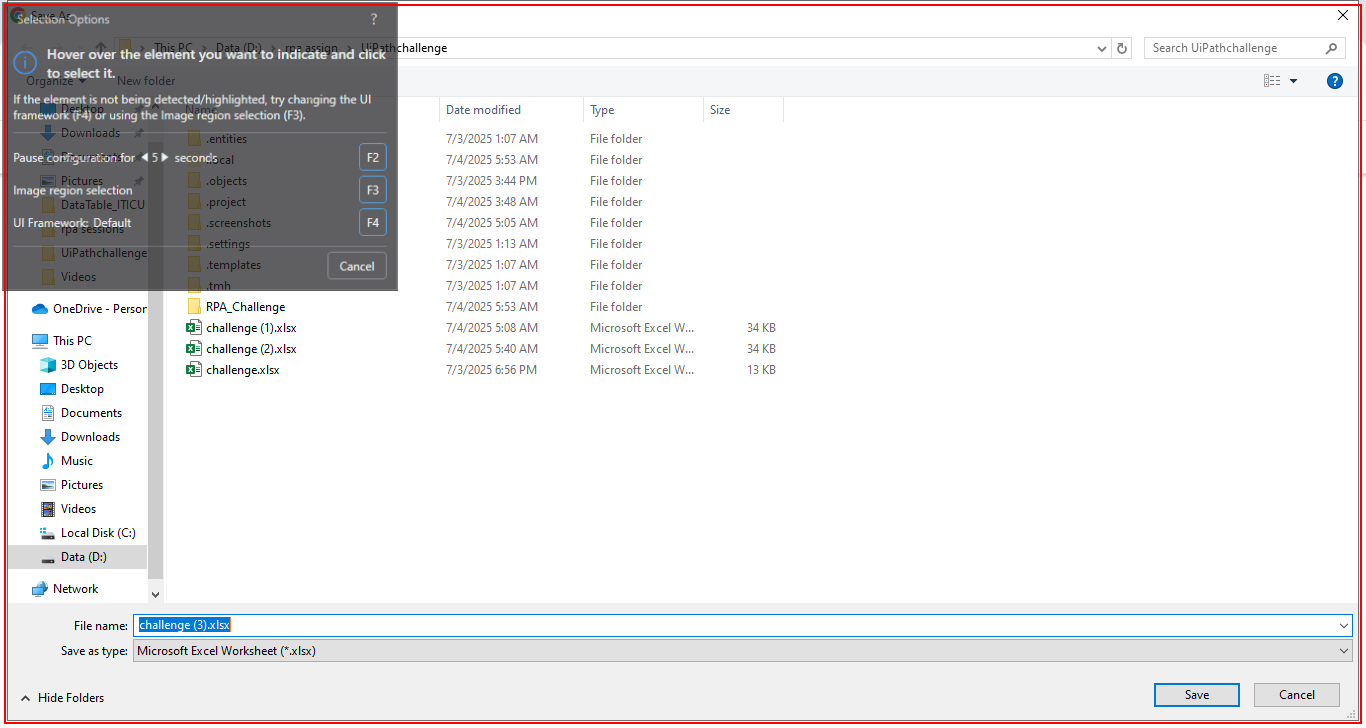 Save As
Selection Options
?
This PC
Data (D:)
rpa assign
UiPathchallenge
Search UiPathchallenge
Hover over the element you want to indicate and click
to select it.
Organize
New folder
If the element is not being detected/highlighted, try changing the UI
framework (F4) or using the Image region selection (F3).
Pause configuration for 5 seconds
F2
Image region selection
F3
UI Framework: Default
F4
Cancel
Desktop
Downloads
Pictures
DataTable_ITICU
rpa sessions
UiPathchallenge
Videos
OneDrive - Person
This PC
3D Objects
Desktop
Documents
Downloads
Music
Pictures
Videos
Local Disk (C:)
Data (D:)
Network
Name Date modified Type Size
.entities 7/3/2025 1:07 AM File folder
.local 7/4/2025 5:53 AM File folder
.objects 7/3/2025 3:44 PM File folder
.project 7/4/2025 3:48 AM File folder
.screenshots 7/4/2025 5:05 AM File folder
.settings 7/3/2025 1:13 AM File folder
.templates 7/3/2025 1:07 AM File folder
.tmh 7/3/2025 1:07 AM File folder
RPA_Challenge 7/4/2025 5:53 AM File folder
challenge (1).xlsx 7/4/2025 5:08 AM Microsoft Excel W... 34 KB
challenge (2).xlsx 7/4/2025 5:40 AM Microsoft Excel W... 34 KB
challenge.xlsx 7/3/2025 6:56 PM Microsoft Excel W... 13 KB
File name: challenge (3).xlsx
Save as type: Microsoft Excel Worksheet (*.xlsx)
Hide Folders
Save
Cancel